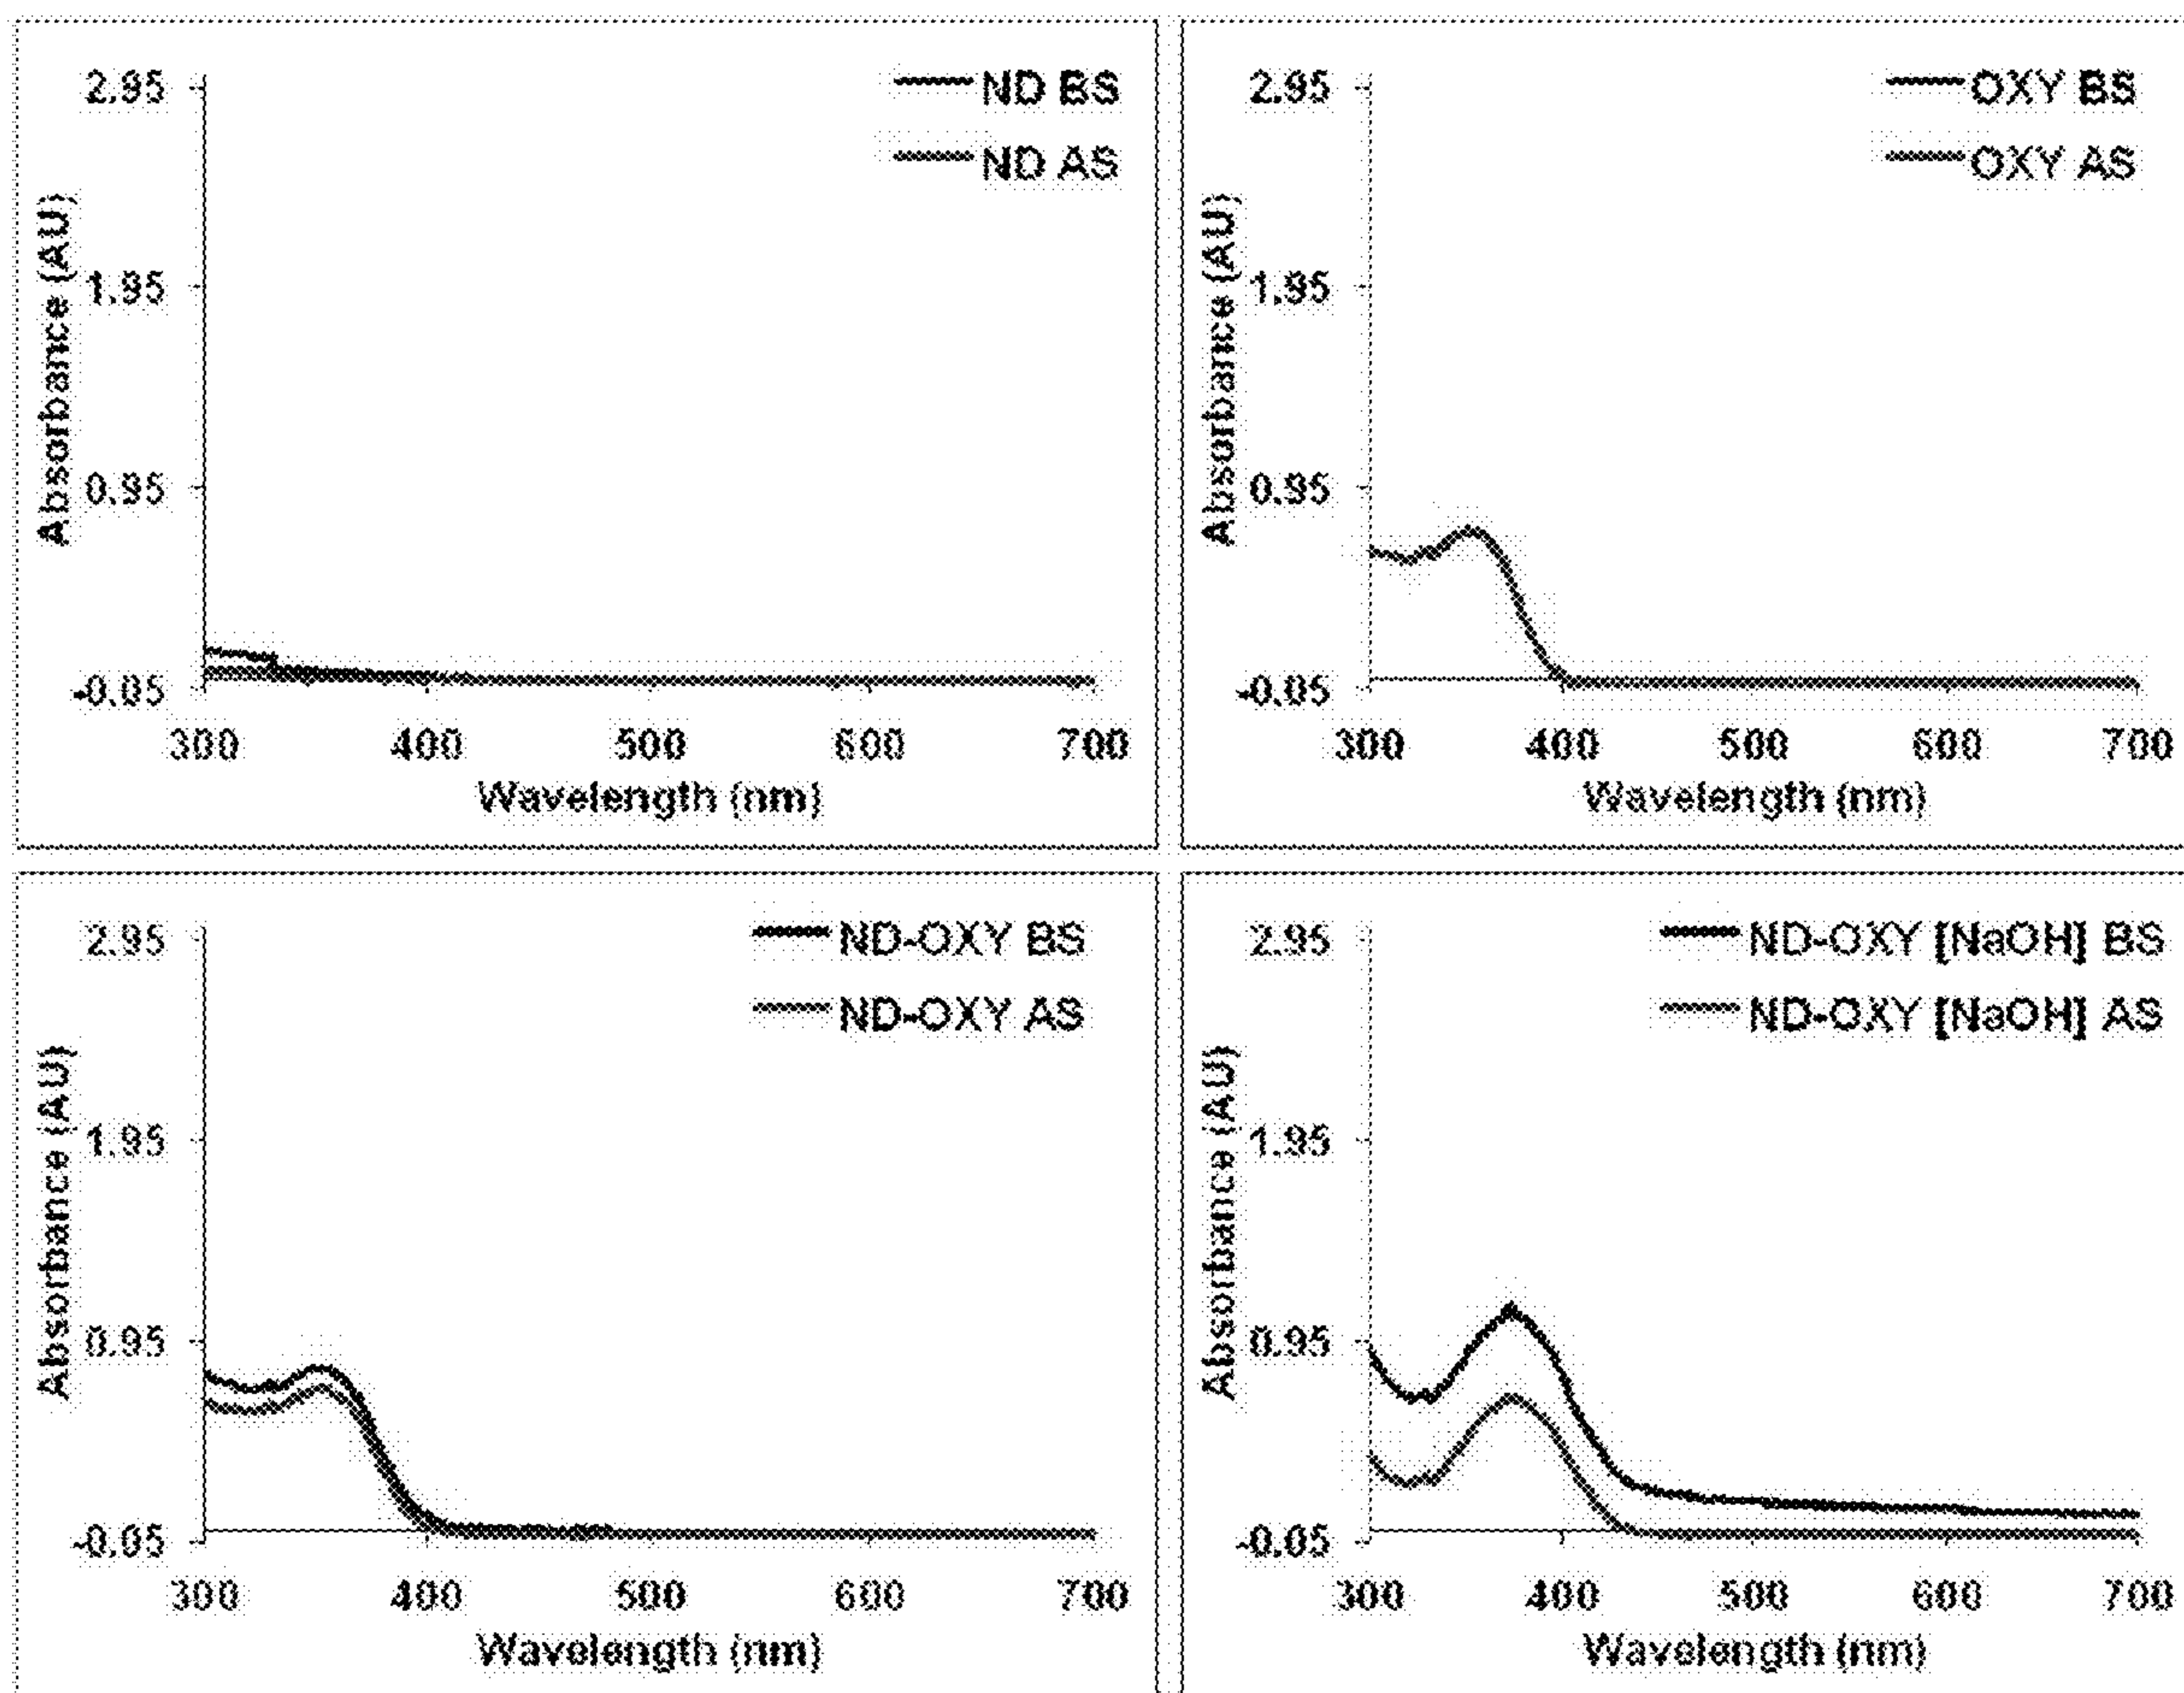 2.95
ND BS
ND AS
1.95
0.95
-0.05
Absorbance (AU)
300 400 500 600 700
Wavelength (nm)
2.95
OXY BS
OXY AS
1.95
0.95
-0.05
Absorbance (AU)
300 400 500 600 700
Wavelength (nm)
2.95
ND-OXY BS
ND-OXY AS
1.95
0.95
-0.05
Absorbance (AU)
300 400 500 600 700
Wavelength (nm)
2.95
ND-OXY [NaOH] BS
ND-OXY [NaOH] AS
1.95
0.95
-0.05
Absorbance (AU)
300 400 500 600 700
Wavelength (nm)